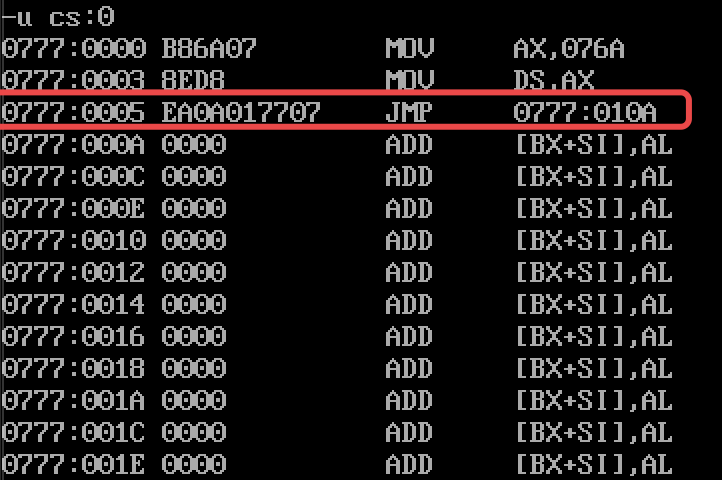 -u cs:0
0777:0000 B86A07 MOV AX,076A
0777:0003 8ED8 MOV DS,AX
0777:0005 EA0A017707 JMP 0777:010A
0777:000A 0000 ADD [BX+SI],AL
0777:000C 0000 ADD [BX+SI],AL
0777:000E 0000 ADD [BX+SI],AL
0777:0010 0000 ADD [BX+SI],AL
0777:0012 0000 ADD [BX+SI],AL
0777:0014 0000 ADD [BX+SI],AL
0777:0016 0000 ADD [BX+SI],AL
0777:0018 0000 ADD [BX+SI],AL
0777:001A 0000 ADD [BX+SI],AL
0777:001C 0000 ADD [BX+SI],AL
0777:001E 0000 ADD [BX+SI],AL